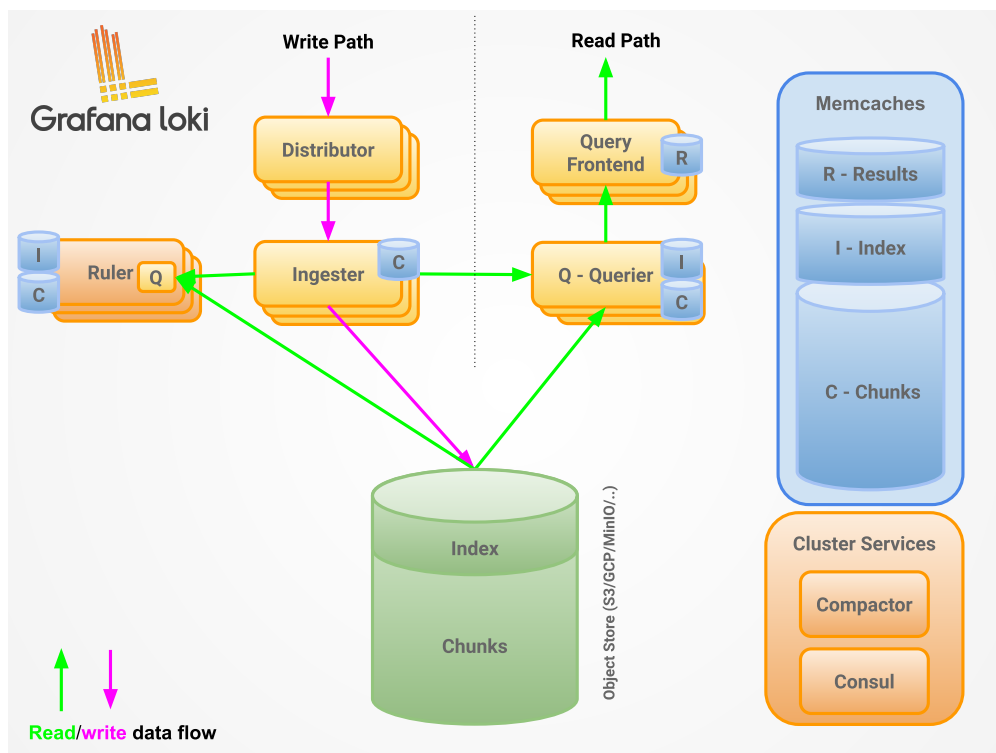 Write Path
Read Path
Grafana loki
Distributor
Query
Frontend
R
Memcaches
R - Results
I - Index
C - Chunks
I
C
Ruler
Q
Ingester
C
Q - Querier
I
C
Index
Chunks
Object Store (S3/GCP/MinIO/..)
Cluster Services
Compactor
Consul
Read/write data flow